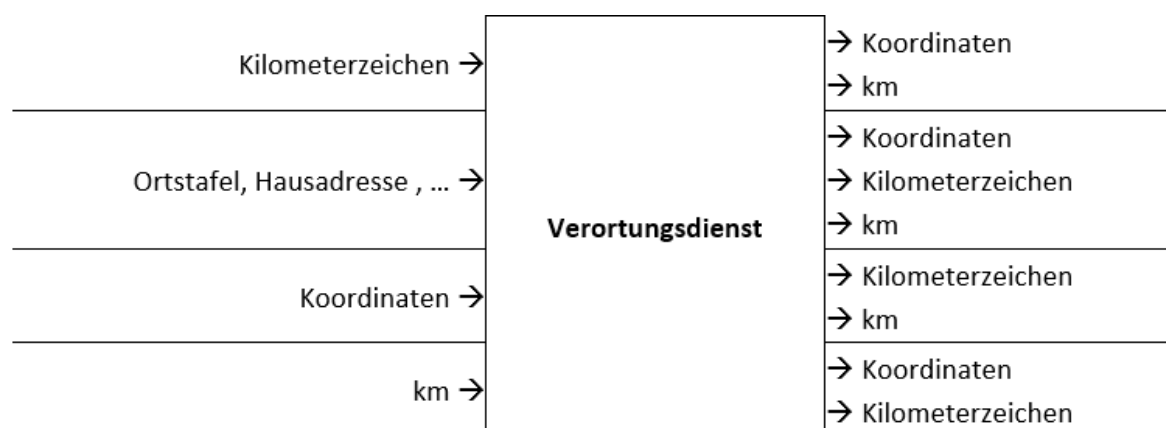 Kilometerzeichen →
→ Koordinaten
→ km
Ortstafel, Hausadresse , ... →
→ Koordinaten
→ Kilometerzeichen
→ km
Verortungsdienst
Koordinaten →
→ Kilometerzeichen
→ km
km →
→ Koordinaten
→ Kilometerzeichen